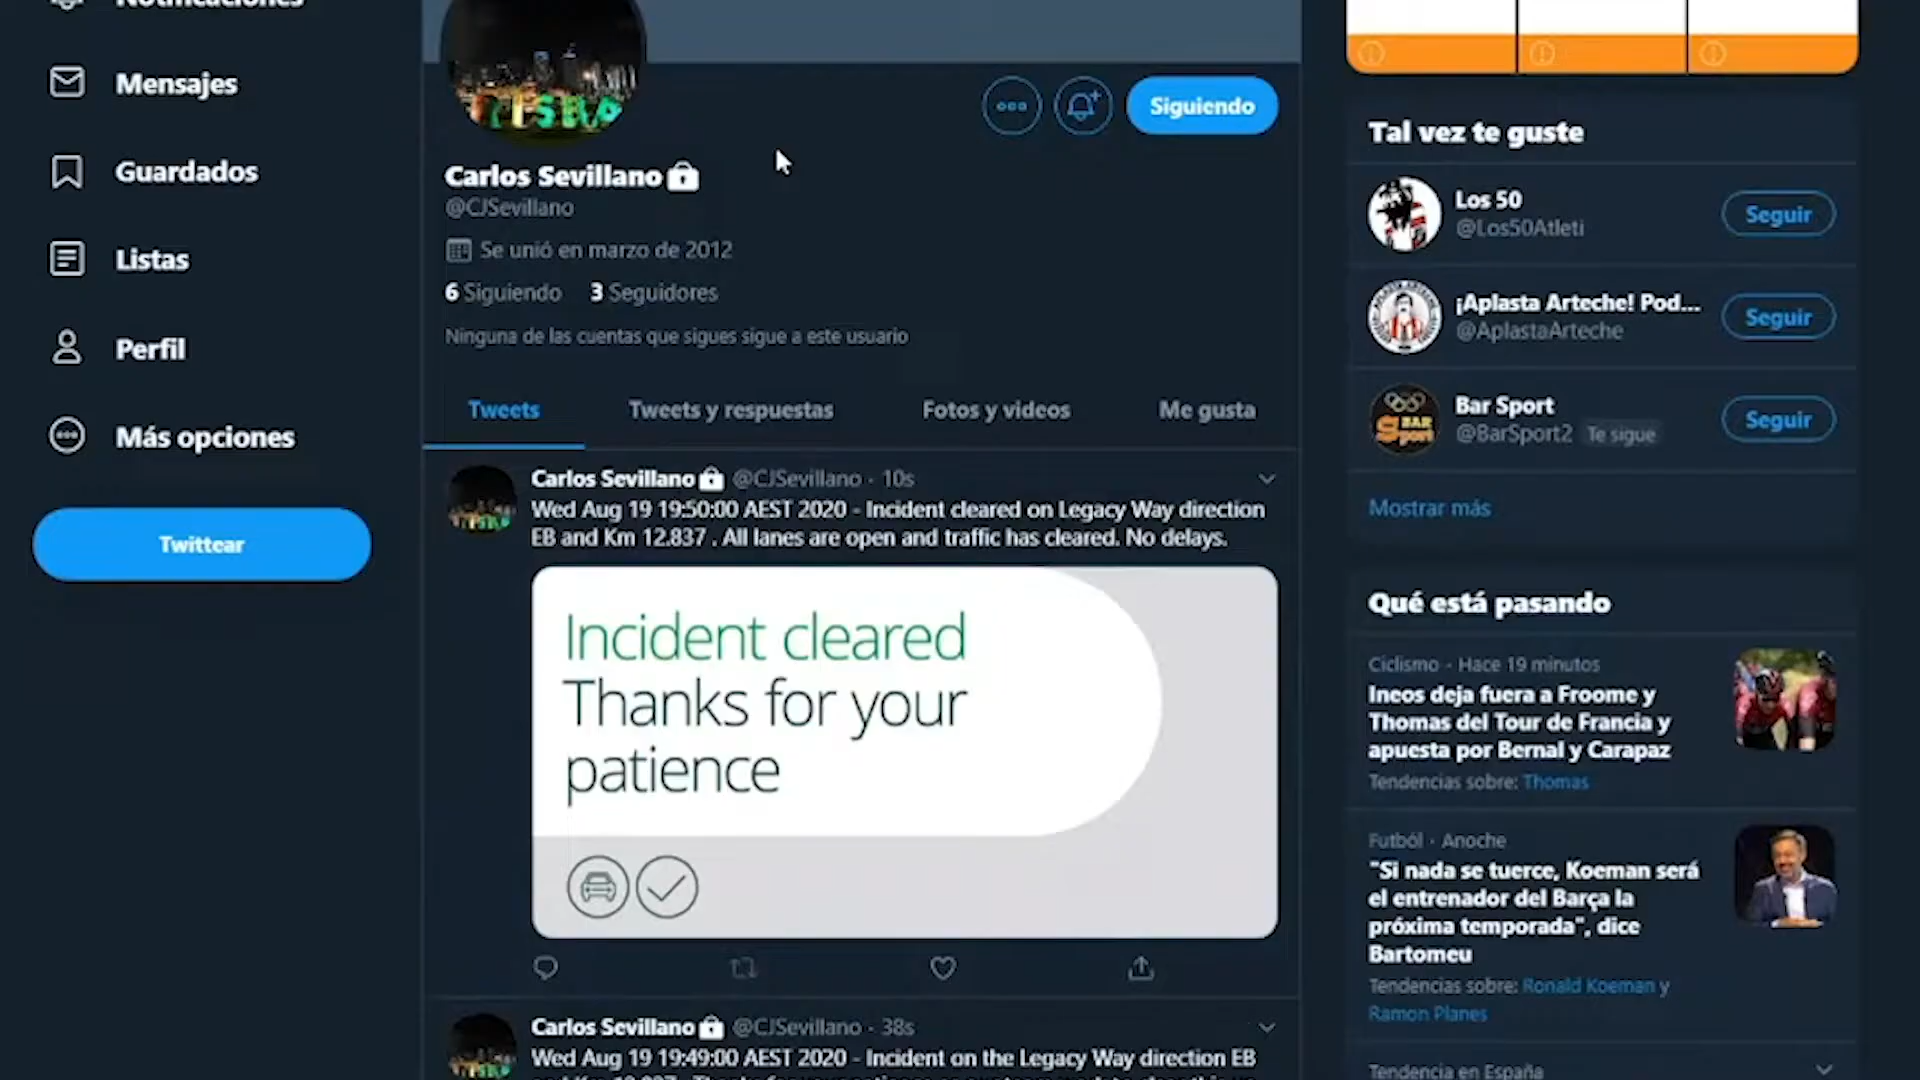 Notificaciones
Mensajes
Guardados
Listas
Perfil
Más opciones
Twittear
Siguiendo
Carlos Sevillano
@CJSevillano
Se unió en marzo de 2012
6 Siguiendo 3 Seguidores
Ninguna de las cuentas que sigues sigue a este usuario
Tweets Tweets y respuestas Fotos y videos Me gusta
Carlos Sevillano @CJSevillano · 10s
Wed Aug 19 19:50:00 AEST 2020 - Incident cleared on Legacy Way direction
EB and Km 12.837 . All lanes are open and traffic has cleared. No delays.
Incident cleared
Thanks for your
patience
Carlos Sevillano @CJSevillano · 38s
Wed Aug 19 19:49:00 AEST 2020 - Incident on the Legacy Way direction EB
Tal vez te guste
Los 50
@Los50Atleti
Seguir
¡Aplasta Arteche! Pod...
@AplastaArteche
Seguir
Bar Sport
@BarSport2 Te sigue
Seguir
Mostrar más
Qué está pasando
Ciclismo · Hace 19 minutos
Ineos deja fuera a Froome y
Thomas del Tour de Francia y
apuesta por Bernal y Carapaz
Tendencias sobre: Thomas
Futból · Anoche
"Si nada se tuerce, Koeman será
el entrenador del Barça la
próxima temporada", dice
Bartomeu
Tendencias sobre: Ronald Koeman y
Ramon Planes
Tendencia en España